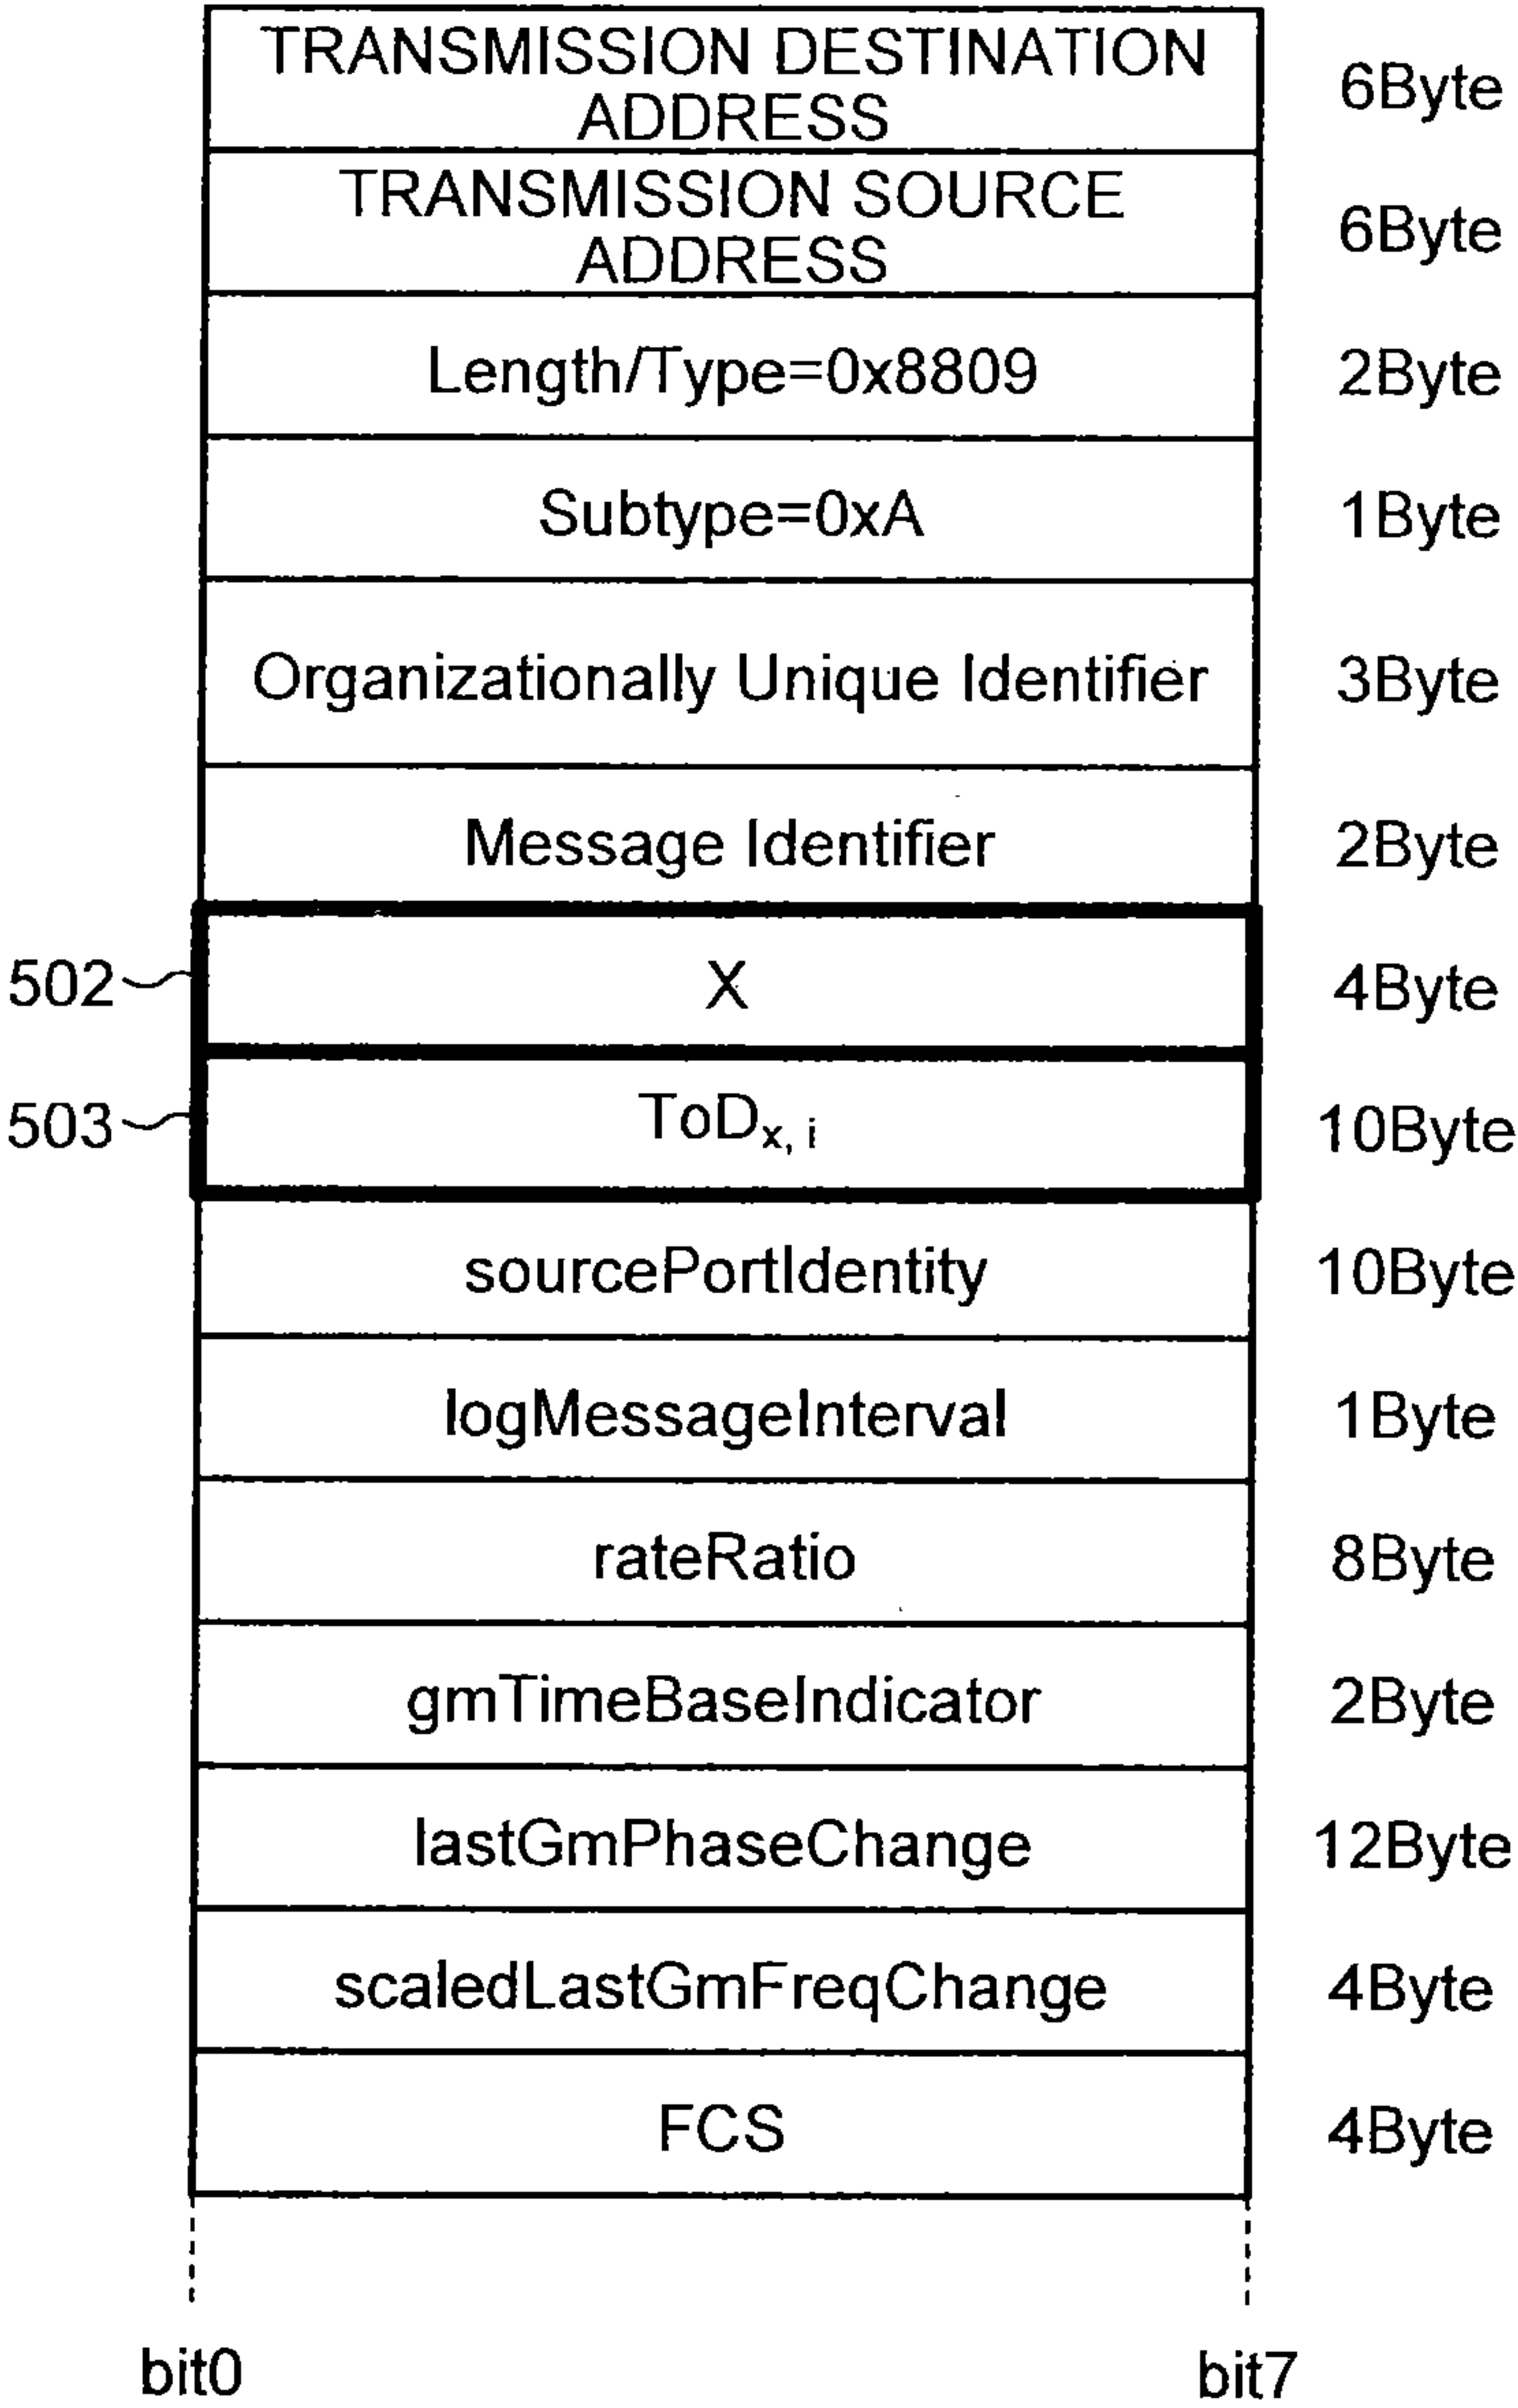 TRANSMISSION DESTINATION
ADDRESS
6Byte
TRANSMISSION SOURCE
ADDRESS
6Byte
Length/Type=0x8809
2Byte
Subtype=0xA
1Byte
Organizationally Unique Identifier
3Byte
Message Identifier
2Byte
502
X
4Byte
503
ToDx, i
10Byte
sourcePortIdentity
10Byte
logMessageInterval
1Byte
rateRatio
8Byte
gmTimeBaseIndicator
2Byte
lastGmPhaseChange
12Byte
scaledLastGmFreqChange
4Byte
FCS
4Byte
bit0
bit7